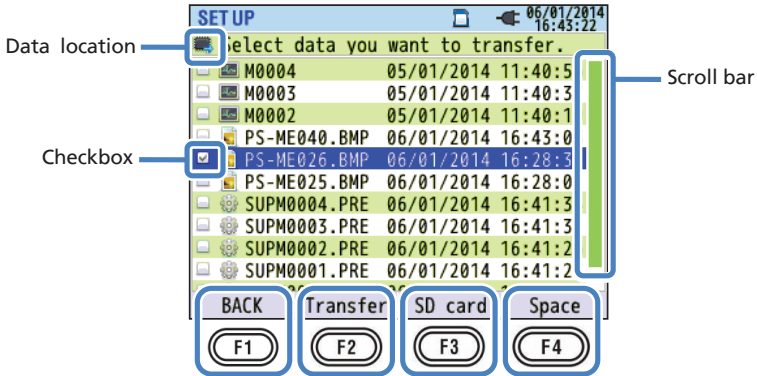 SET UP 06/01/2014
16:43:22
Data location
Select data you want to transfer.
M0004 05/01/2014 11:40:5
M0003 05/01/2014 11:40:3
Scroll bar
M0002 05/01/2014 11:40:1
PS-ME040.BMP 06/01/2014 16:43:0
Checkbox
PS-ME026.BMP 06/01/2014 16:28:3
PS-ME025.BMP 06/01/2014 16:28:0
SUPM0004.PRE 06/01/2014 16:41:3
SUPM0003.PRE 06/01/2014 16:41:3
SUPM0002.PRE 06/01/2014 16:41:2
SUPM0001.PRE 06/01/2014 16:41:2
BACK Transfer SD card Space
F1 F2 F3 F4